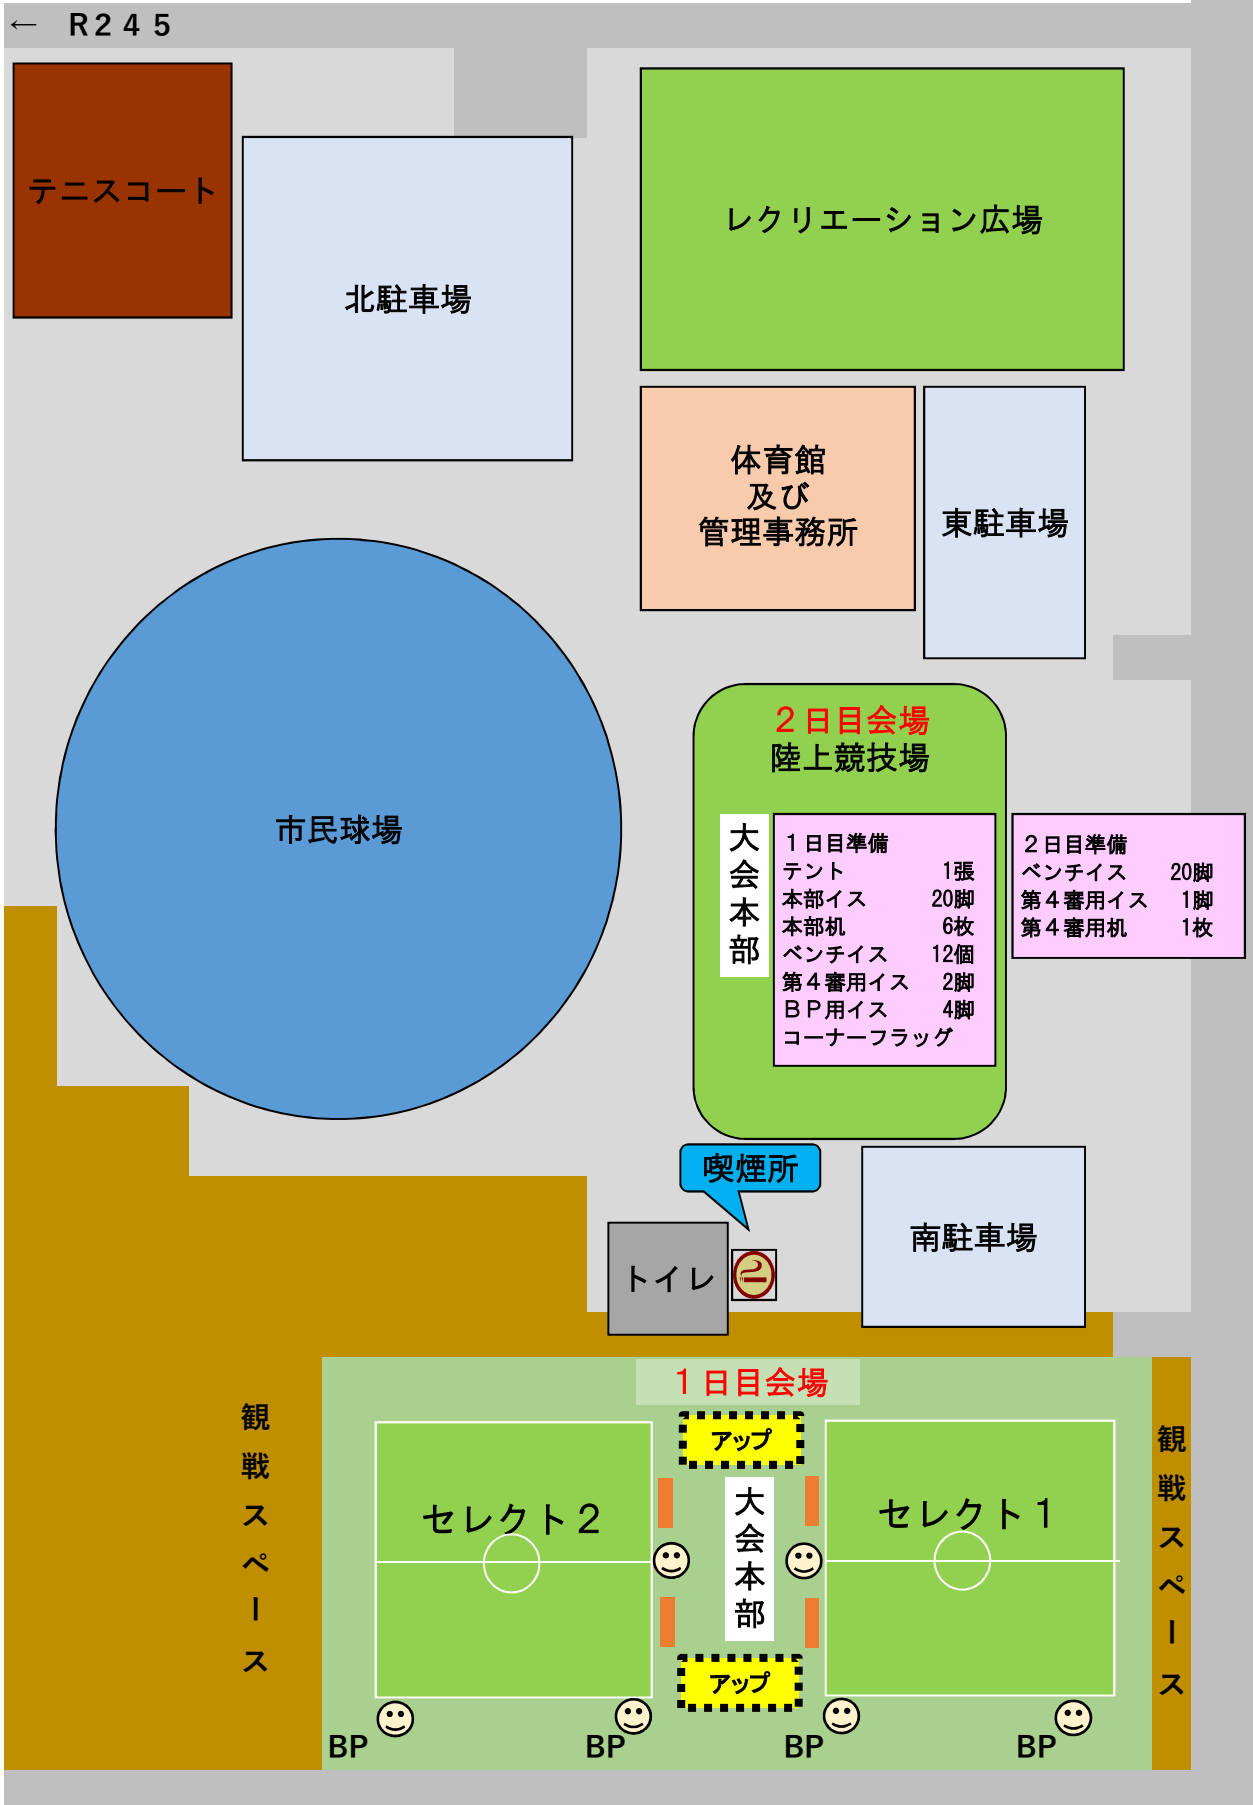 ← Ｒ２４５
テニスコート
北駐車場
レクリエーション広場
体育館
及び
管理事務所
東駐車場
市民球場
２日目会場
陸上競技場
大会本部
１日目準備
テント 1張
本部イス 20脚
本部机 6枚
ベンチイス 12個
第４審用イス 2脚
ＢＰ用イス 4脚
コーナーフラッグ
２日目準備
ベンチイス 20脚
第４審用イス 1脚
第４審用机 1枚
喫煙所
トイレ
南駐車場
１日目会場
観戦スペース
アップ
セレクト２
大会本部
セレクト１
観戦スペース
アップ
BP
BP
BP
BP